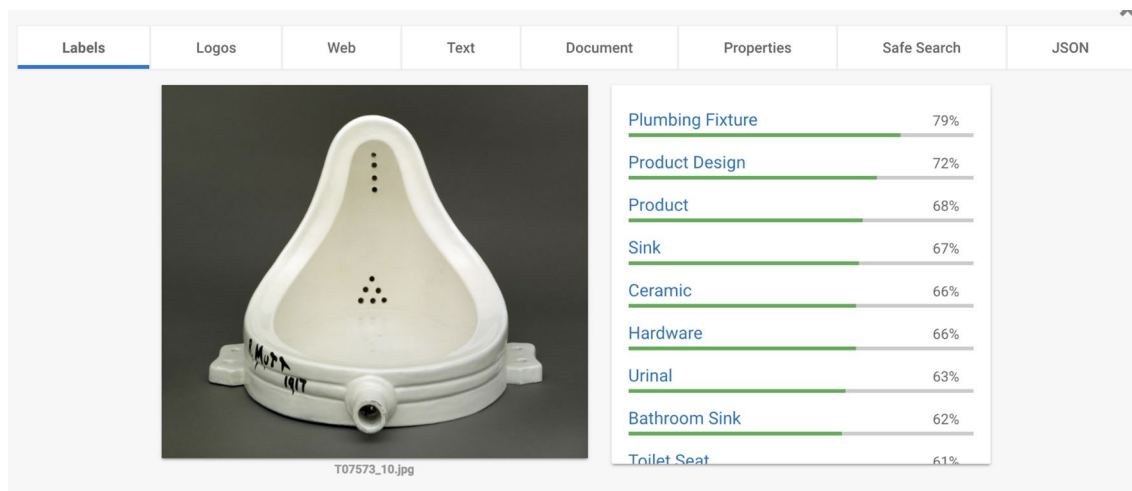 Labels Logos Web Text Document Properties Safe Search JSON
R. MUTT
1917
T07573_10.jpg
Plumbing Fixture 79%
Product Design 72%
Product 68%
Sink 67%
Ceramic 66%
Hardware 66%
Urinal 63%
Bathroom Sink 62%
Toilet Seat 61%